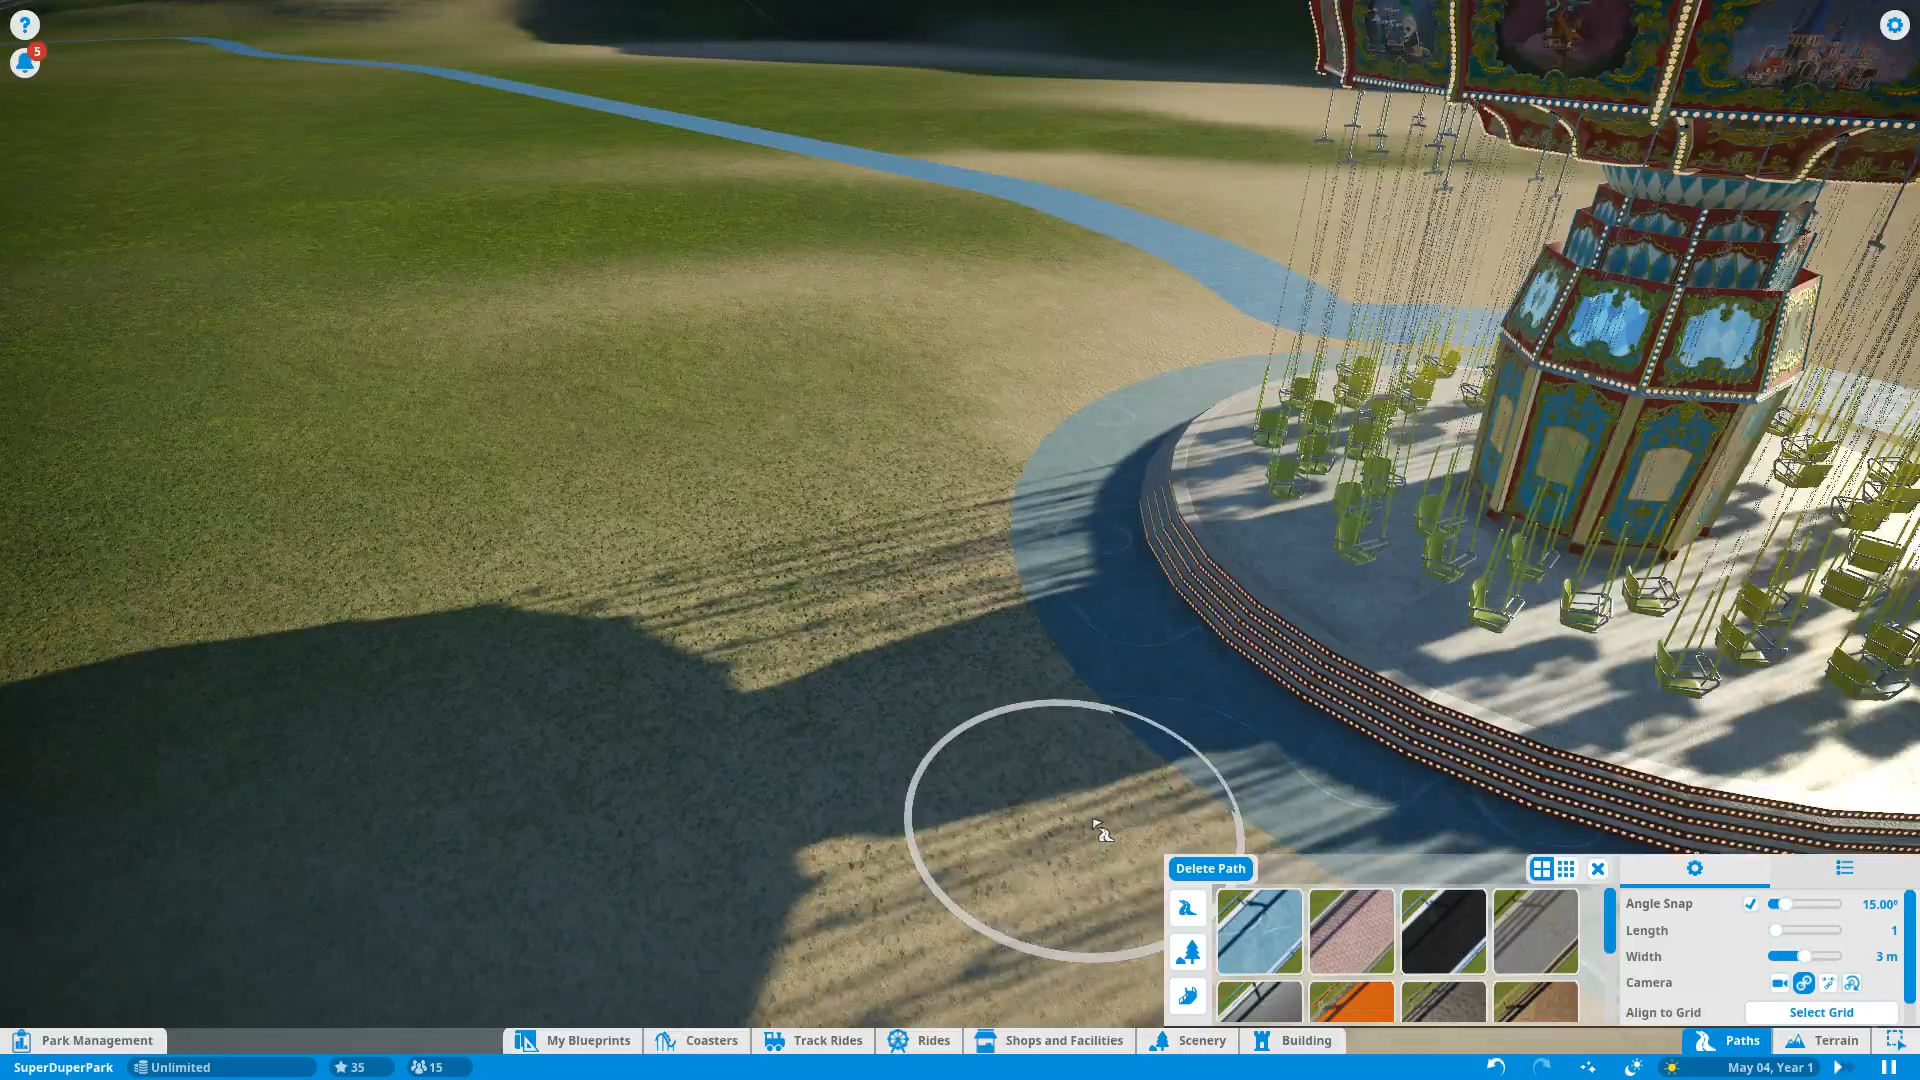 ?
5
Delete Path
Angle Snap 15.00°
Length 1
Width 3 m
Camera
Align to Grid Select Grid
Park Management My Blueprints Coasters Track Rides Rides Shops and Facilities Scenery Building Paths Terrain
SuperDuperPark Unlimited 35 15 May 04, Year 1